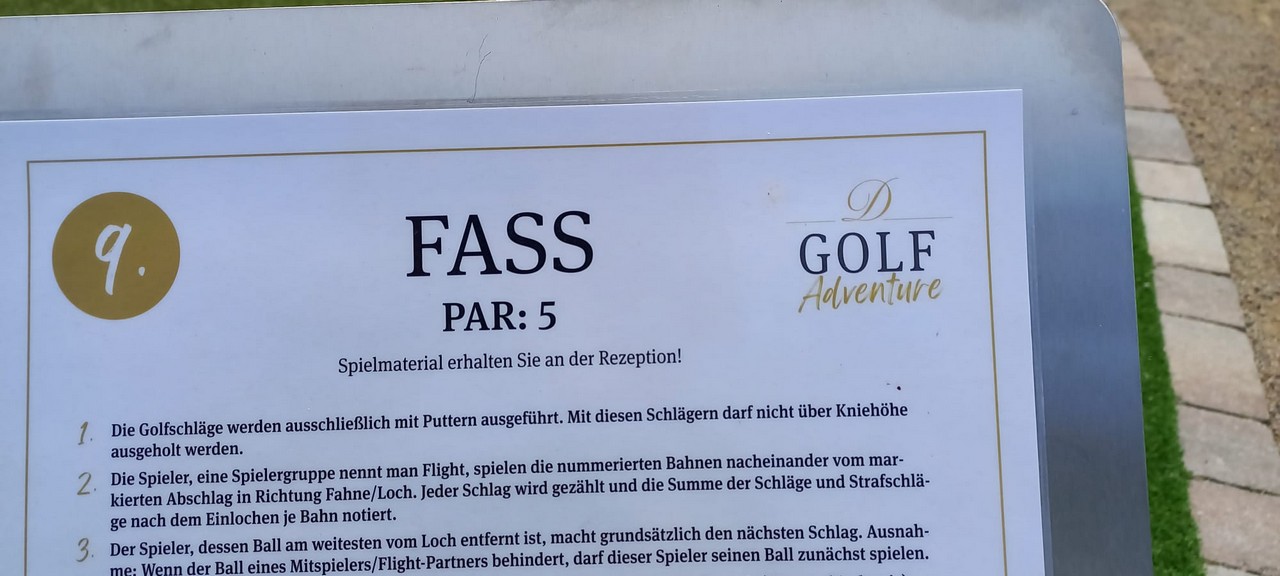 9.
FASS
PAR: 5
D
GOLF
Adventure
Spielmaterial erhalten Sie an der Rezeption!
1. Die Golfschläge werden ausschließlich mit Puttern ausgeführt. Mit diesen Schlägern darf nicht über Kniehöhe
ausgeholt werden.
2. Die Spieler, eine Spielergruppe nennt man Flight, spielen die nummerierten Bahnen nacheinander vom mar-
kierten Abschlag in Richtung Fahne/Loch. Jeder Schlag wird gezählt und die Summe der Schläge und Strafschlä-
ge nach dem Einlochen je Bahn notiert.
3. Der Spieler, dessen Ball am weitesten vom Loch entfernt ist, macht grundsätzlich den nächsten Schlag. Ausnah-
me: Wenn der Ball eines Mitspielers/Flight-Partners behindert, darf dieser Spieler seinen Ball zunächst spielen.